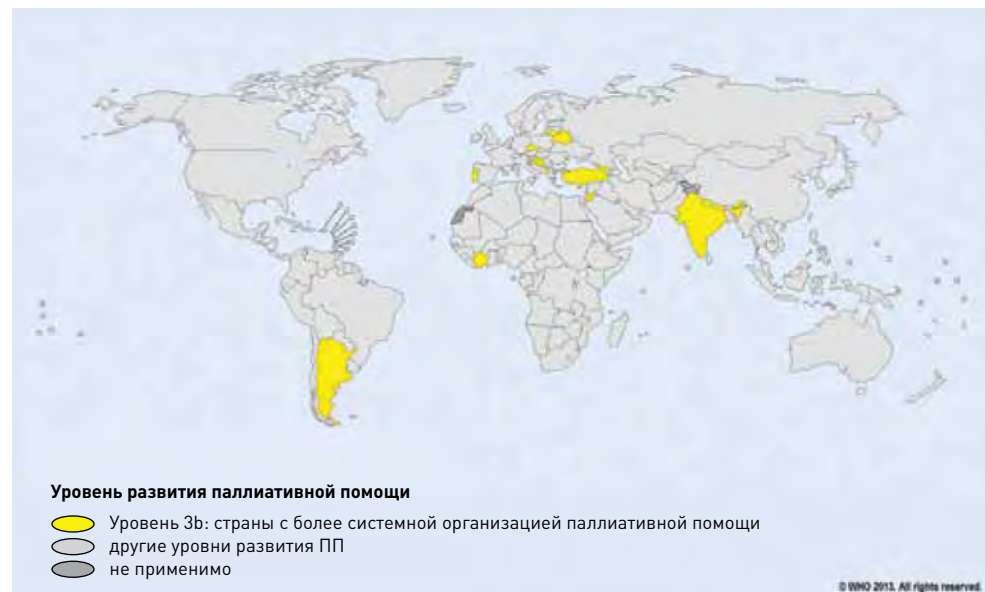 Уровень развития паллиативной помощи
Уровень 3b: страны с более системной организацией паллиативной помощи
другие уровни развития ПП
не применимо
© WHO 2013. All rights reserved.